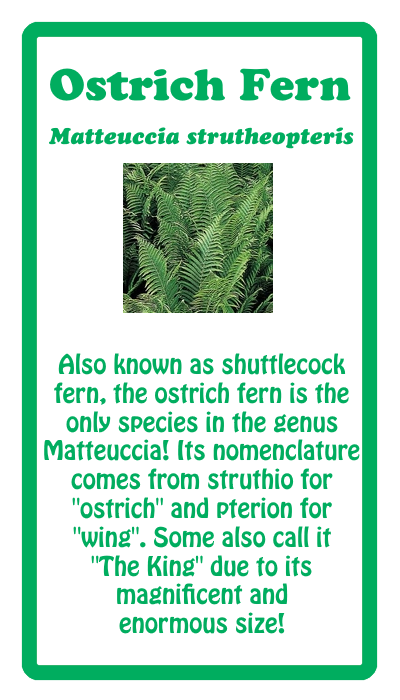 Ostrich Fern
Matteuccia strutheopteris
Also known as shuttlecock
fern, the ostrich fern is the
only species in the genus
Matteuccia! Its nomenclature
comes from struthio for
"ostrich" and pterion for
"wing". Some also call it
"The King" due to its
magnificent and
enormous size!